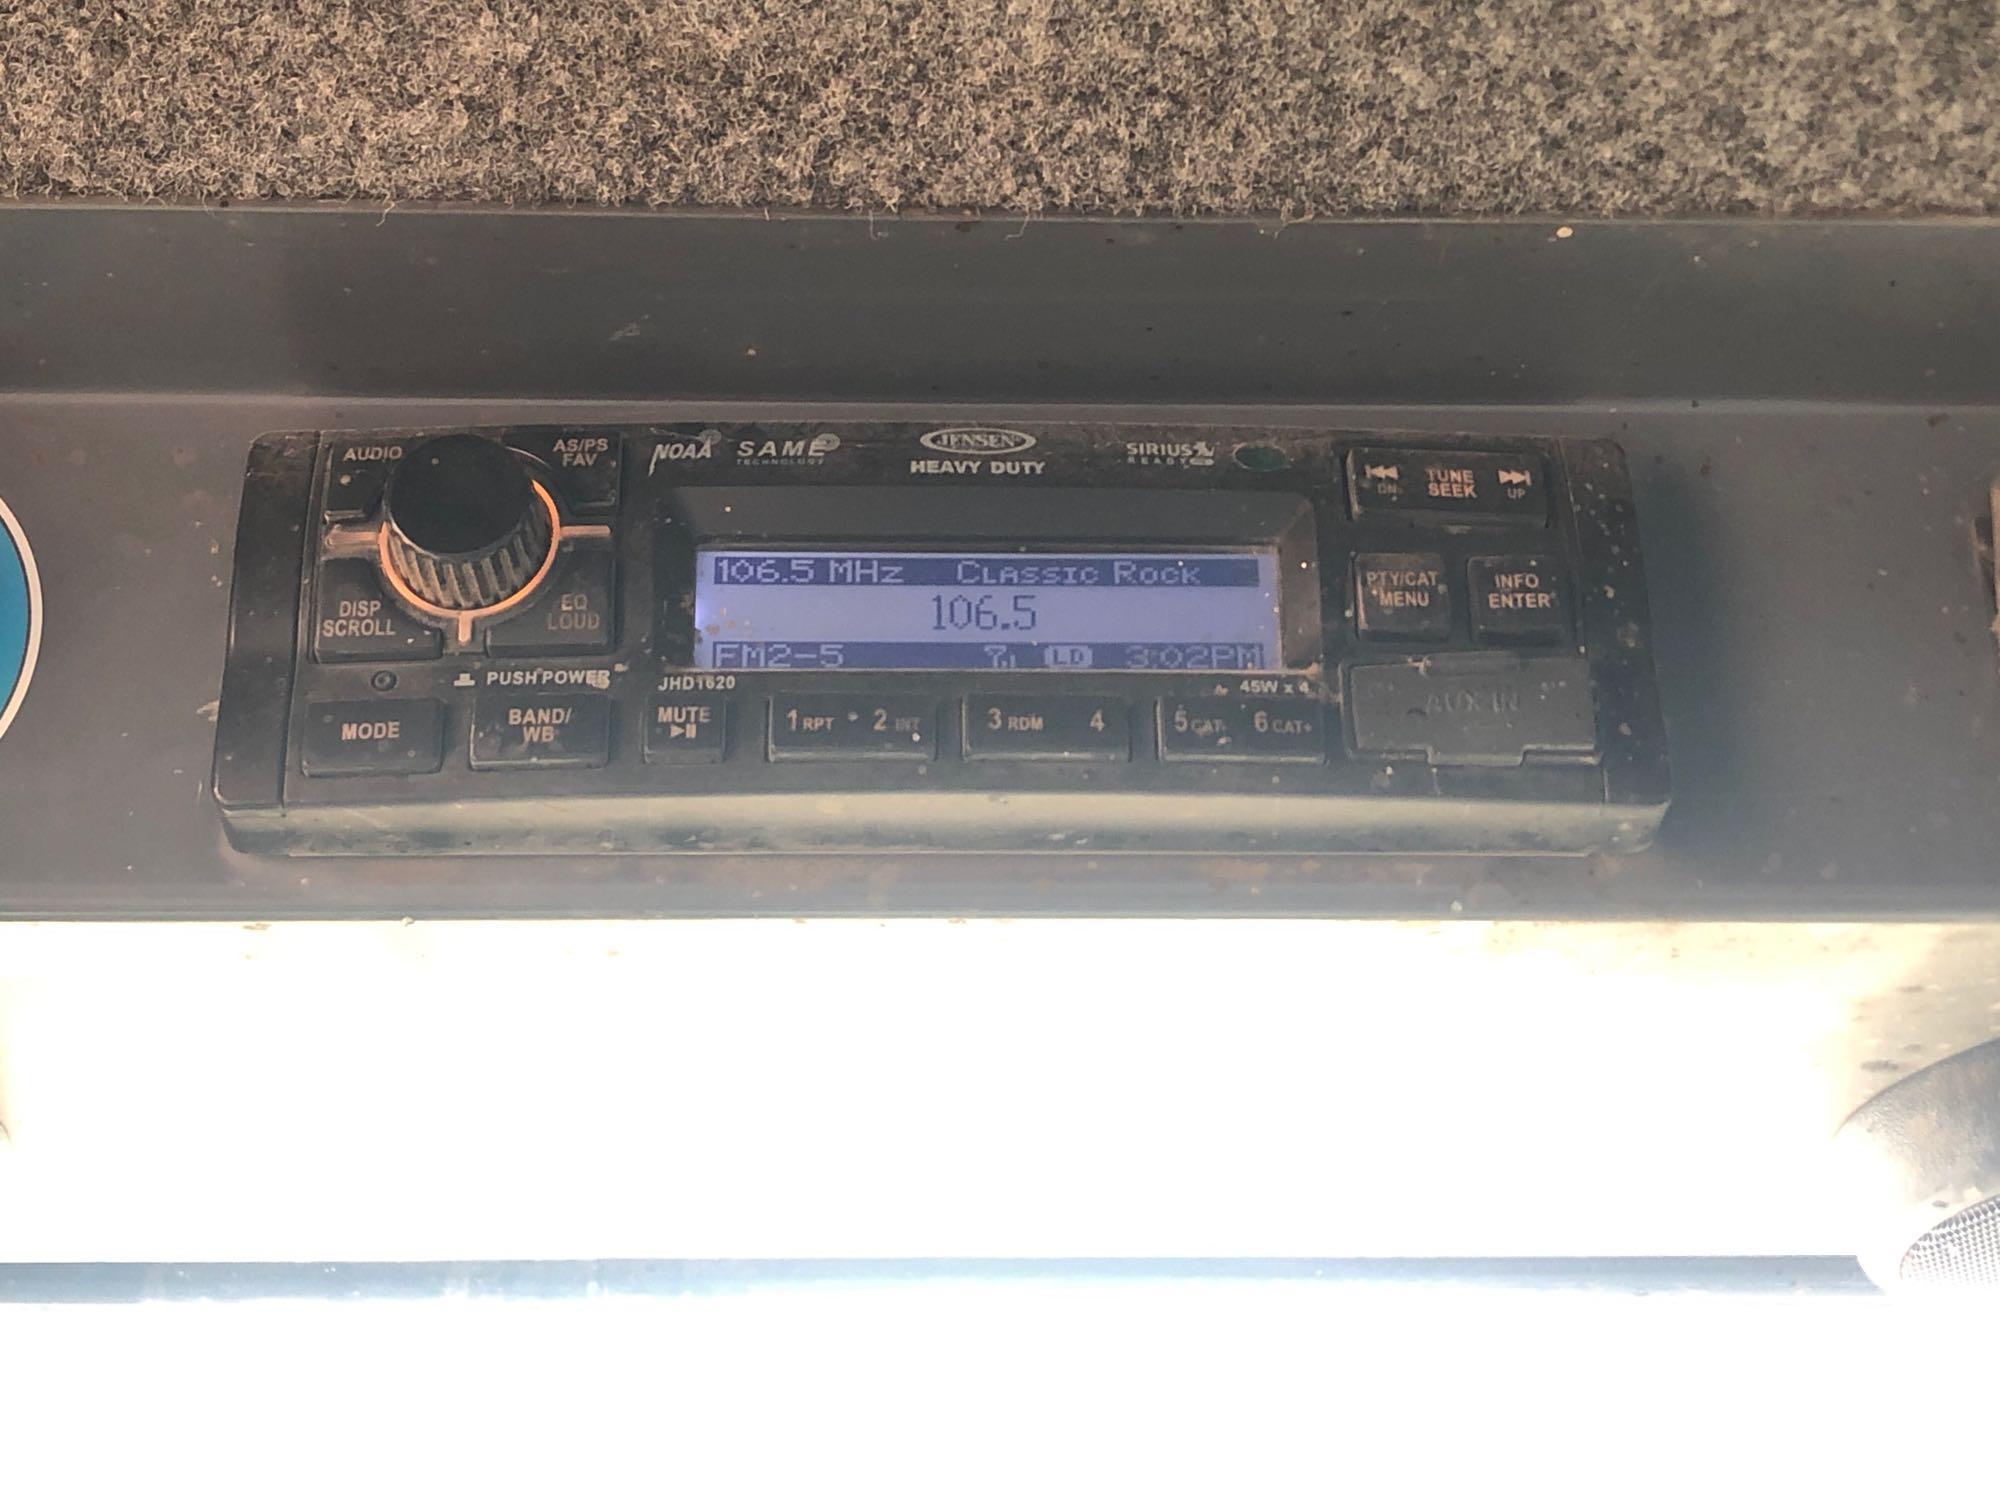 AUDIO
AS/PS
FAV
NOAA SAME
TECHNOLOGY
JENSEN
HEAVY DUTY
SIRIUS
READY
DN TUNE UP
SEEK
106.5 MHz Classic Rock
106.5
FM2-5 LD 3:02PM
DISP
SCROLL
EQ
LOUD
PTY/CAT
MENU
INFO
ENTER
PUSH POWER
JHD1620
45W x 4
MODE
BAND/
WB
MUTE
1 RPT 2 INT
3 RDM 4
5 CAT- 6 CAT+
AUX IN